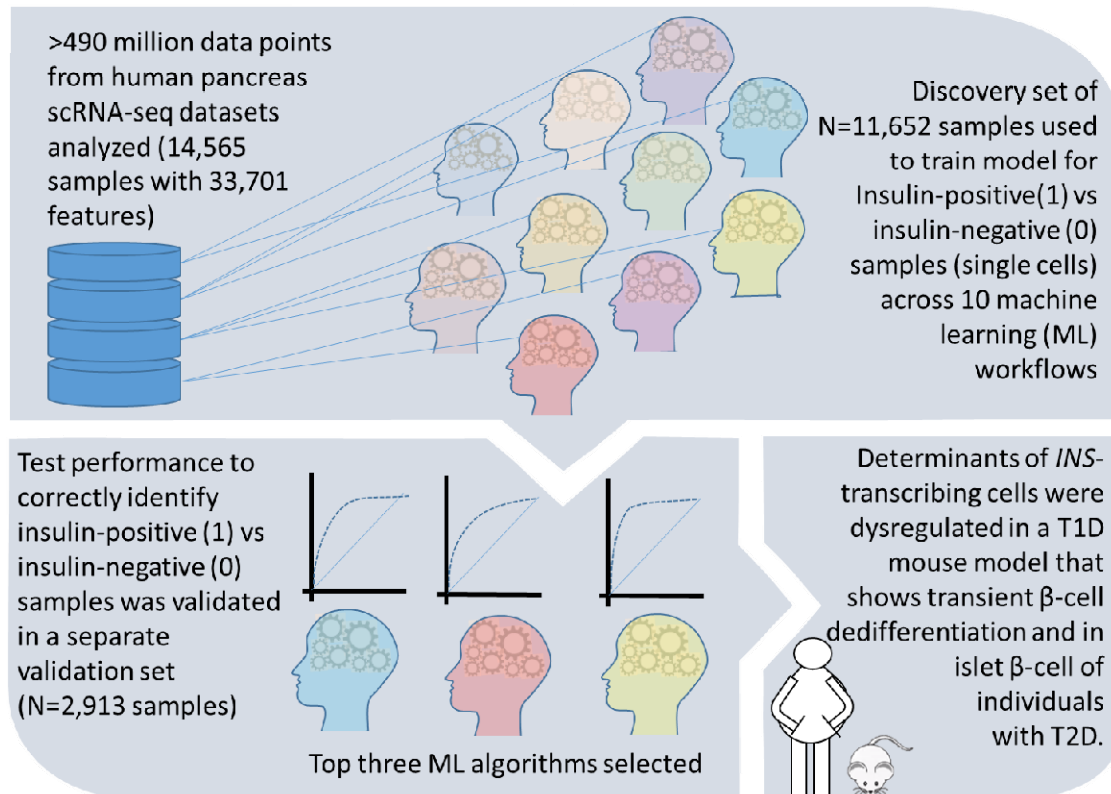 >490 million data points
from human pancreas
scRNA-seq datasets
analyzed (14,565
samples with 33,701
features)
Discovery set of
N=11,652 samples used
to train model for
Insulin-positive(1) vs
insulin-negative (0)
samples (single cells)
across 10 machine
learning (ML)
workflows
Test performance to
correctly identify
insulin-positive (1) vs
insulin-negative (0)
samples was validated
in a separate
validation set
(N=2,913 samples)
Top three ML algorithms selected
Determinants of INS-
transcribing cells were
dysregulated in a T1D
mouse model that
shows transient β-cell
dedifferentiation and in
islet β-cell of
individuals
with T2D.